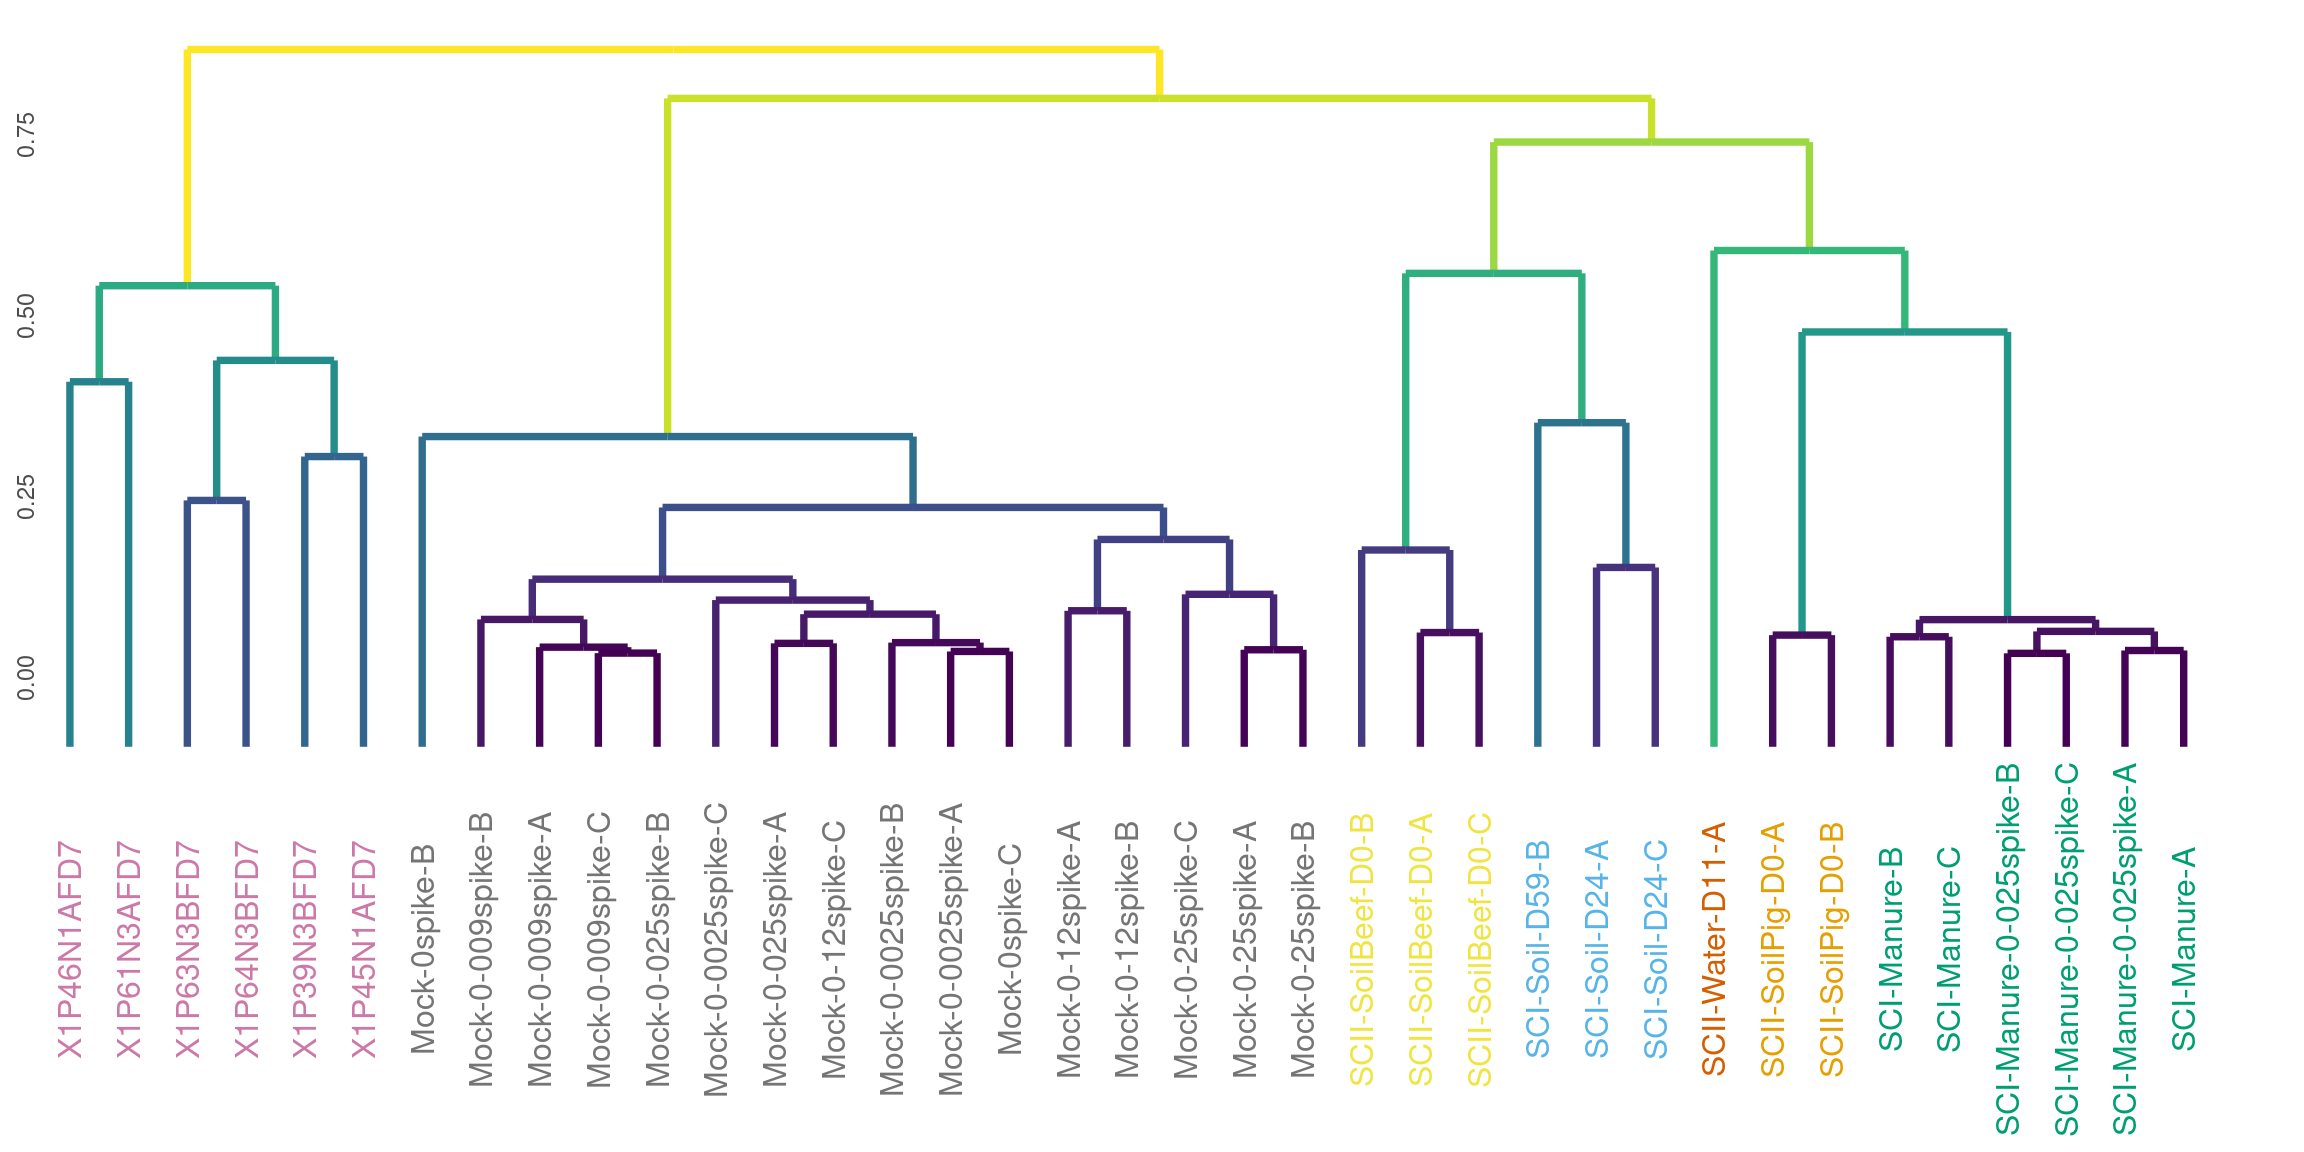 0.75
0.50
0.25
0.00
X1P46N1AFD7
X1P61N3AFD7
X1P63N3BFD7
X1P64N3BFD7
X1P39N3BFD7
X1P45N1AFD7
Mock-0spike-B
Mock-0-009spike-B
Mock-0-009spike-A
Mock-0-009spike-C
Mock-0-025spike-B
Mock-0-0025spike-C
Mock-0-025spike-A
Mock-0-12spike-C
Mock-0-0025spike-B
Mock-0-0025spike-A
Mock-0spike-C
Mock-0-12spike-A
Mock-0-12spike-B
Mock-0-25spike-C
Mock-0-25spike-A
Mock-0-25spike-B
SCII-SoilBeef-D0-B
SCII-SoilBeef-D0-A
SCII-SoilBeef-D0-C
SCI-Soil-D59-B
SCI-Soil-D24-A
SCI-Soil-D24-C
SCII-Water-D11-A
SCII-SoilPig-D0-A
SCII-SoilPig-D0-B
SCI-Manure-B
SCI-Manure-C
SCI-Manure-0-025spike-B
SCI-Manure-0-025spike-C
SCI-Manure-0-025spike-A
SCI-Manure-A